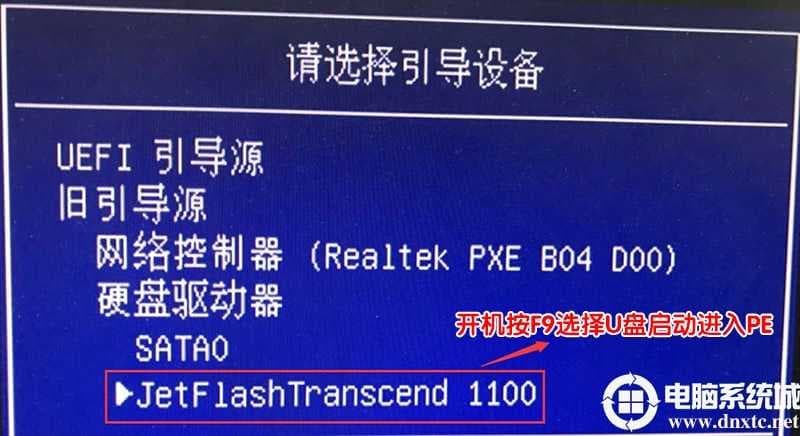 请选择引导设备
UEFI 引导源
旧引导源
网络控制器 (Realtek PXE B04 D00)
硬盘驱动器
开机按F9选择U盘启动进入PE
SATA0
▶JetFlashTranscend 1100
电脑系统城
www.dnxtc.net